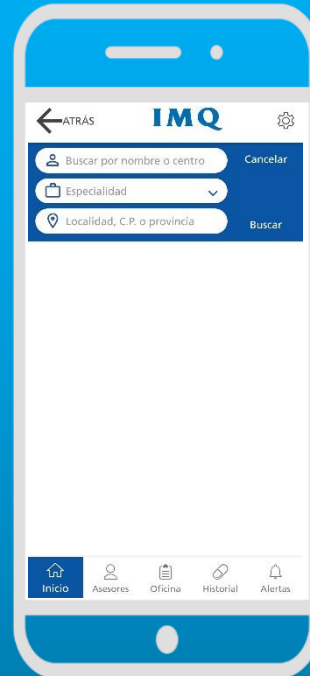 ATRÁS
IMQ
Buscar por nombre o centro
Cancelar
Especialidad
Localidad, C.P. o provincia
Buscar
Inicio
Asesores
Oficina
Historial
Alertas